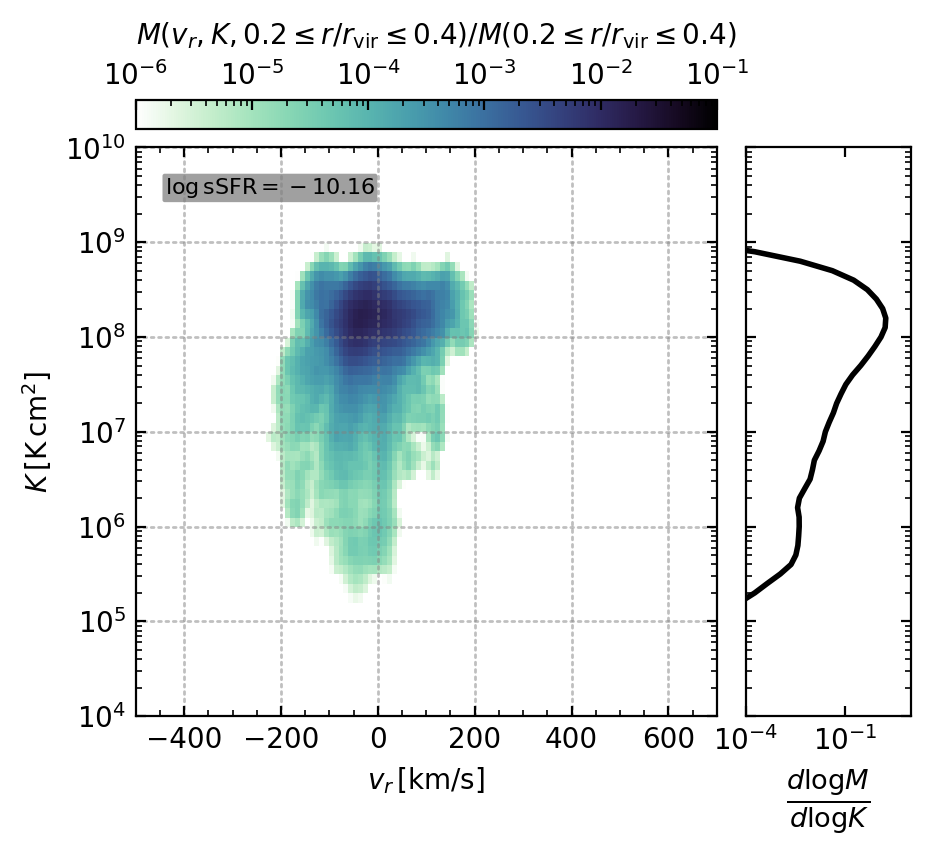 M(v_r, K, 0.2 ≤ r/r_vir ≤ 0.4)/M(0.2 ≤ r/r_vir ≤ 0.4)
10^−6 10^−5 10^−4 10^−3 10^−2 10^−1
log sSFR = −10.16
10^10
10^9
10^8
10^7
10^6
10^5
10^4
K [K cm^2]
−400 −200 0 200 400 600
v_r [km/s]
10^−4 10^−1
dlogM
dlogK